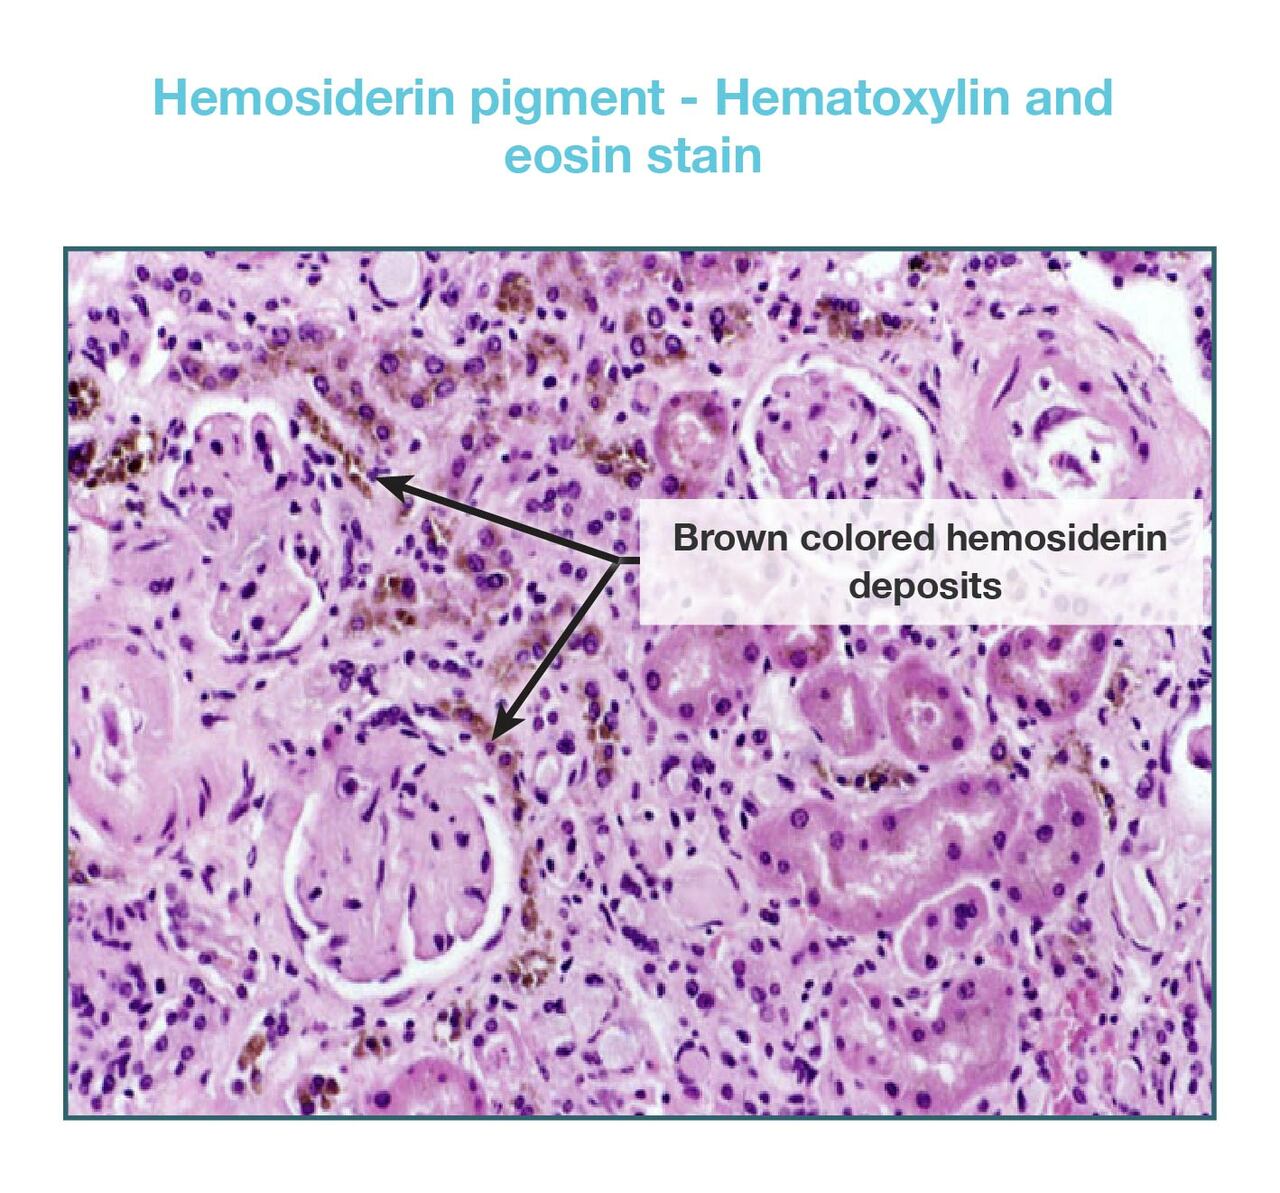 Hemosiderin pigment - Hematoxylin and
eosin stain
Brown colored hemosiderin
deposits